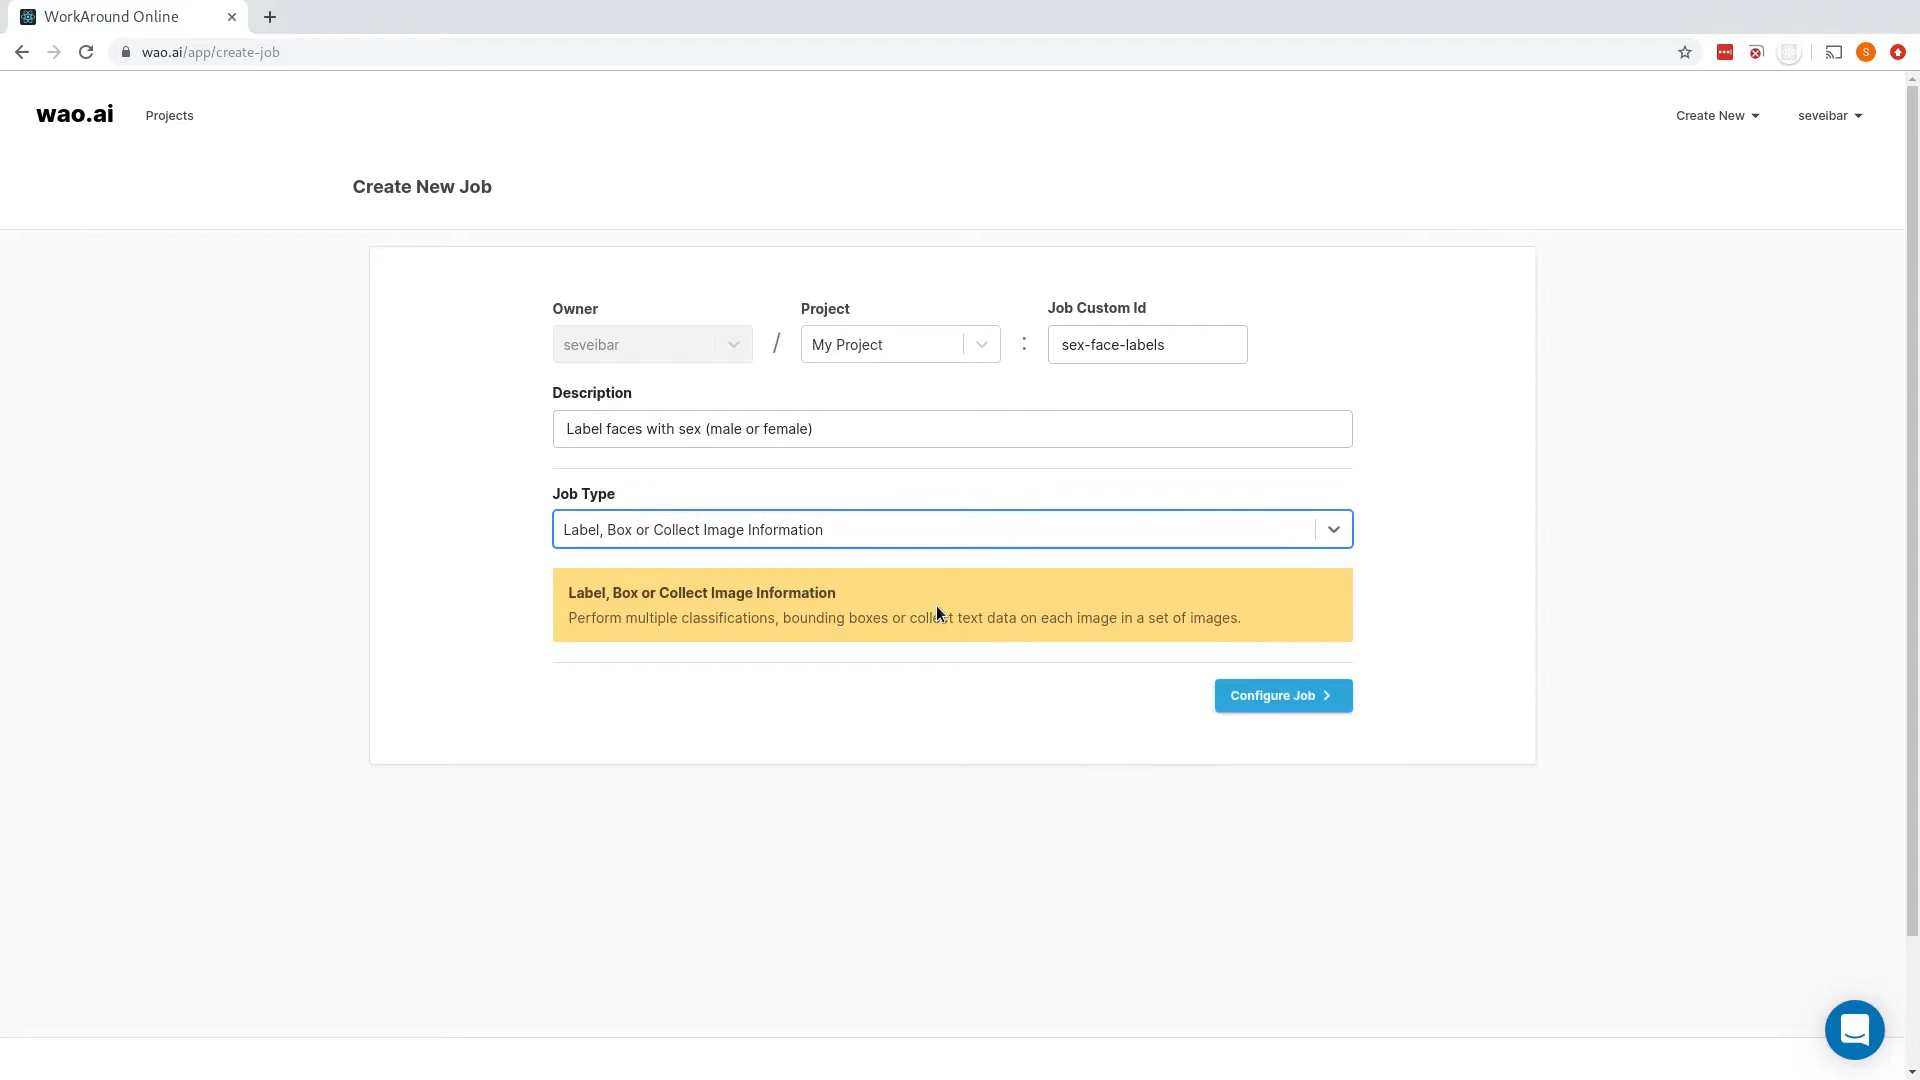 WorkAround Online
wao.ai/app/create-job
S
wao.ai
Projects
Create New
seveibar
Create New Job
Owner
Project
Job Custom Id
seveibar
/
My Project
:
sex-face-labels
Description
Label faces with sex (male or female)
Job Type
Label, Box or Collect Image Information
Label, Box or Collect Image Information
Perform multiple classifications, bounding boxes or collect text data on each image in a set of images.
Configure Job